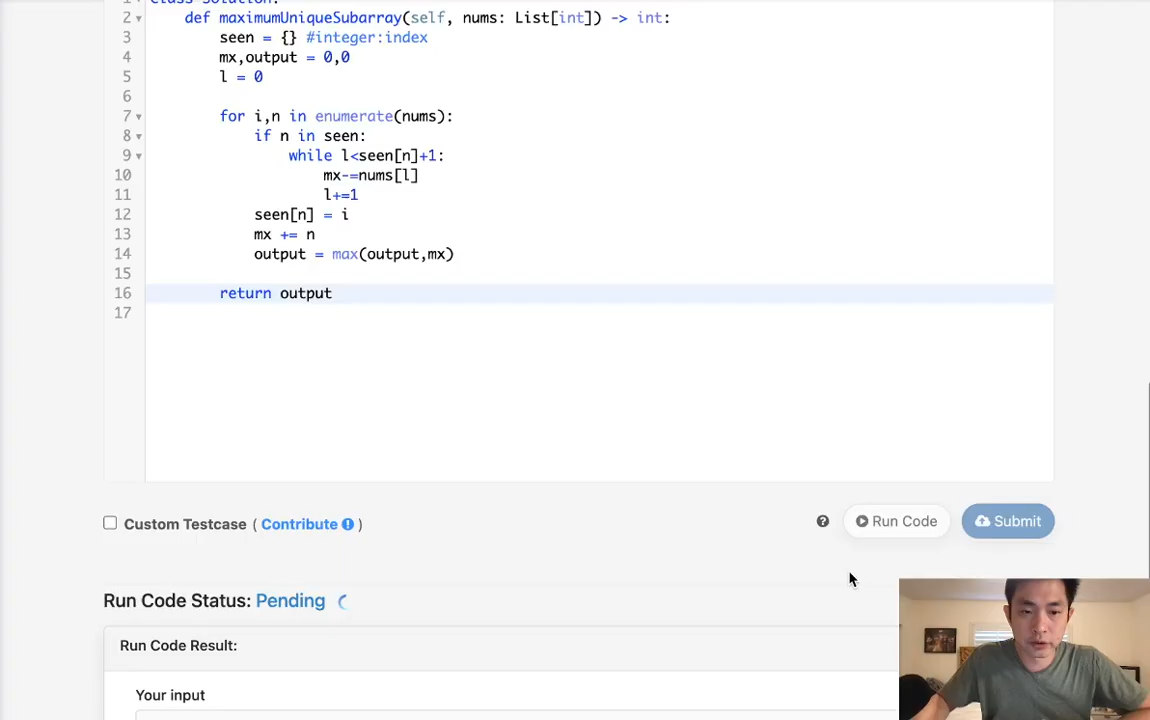 1 class Solution:
2 def maximumUniqueSubarray(self, nums: List[int]) -> int:
3 seen = {} #integer:index
4 mx,output = 0,0
5 l = 0
6
7 for i,n in enumerate(nums):
8 if n in seen:
9 while l<seen[n]+1:
10 mx-=nums[l]
11 l+=1
12 seen[n] = i
13 mx += n
14 output = max(output,mx)
15
16 return output
17
Custom Testcase ( Contribute )
? Run Code Submit
Run Code Status: Pending
Run Code Result:
Your input